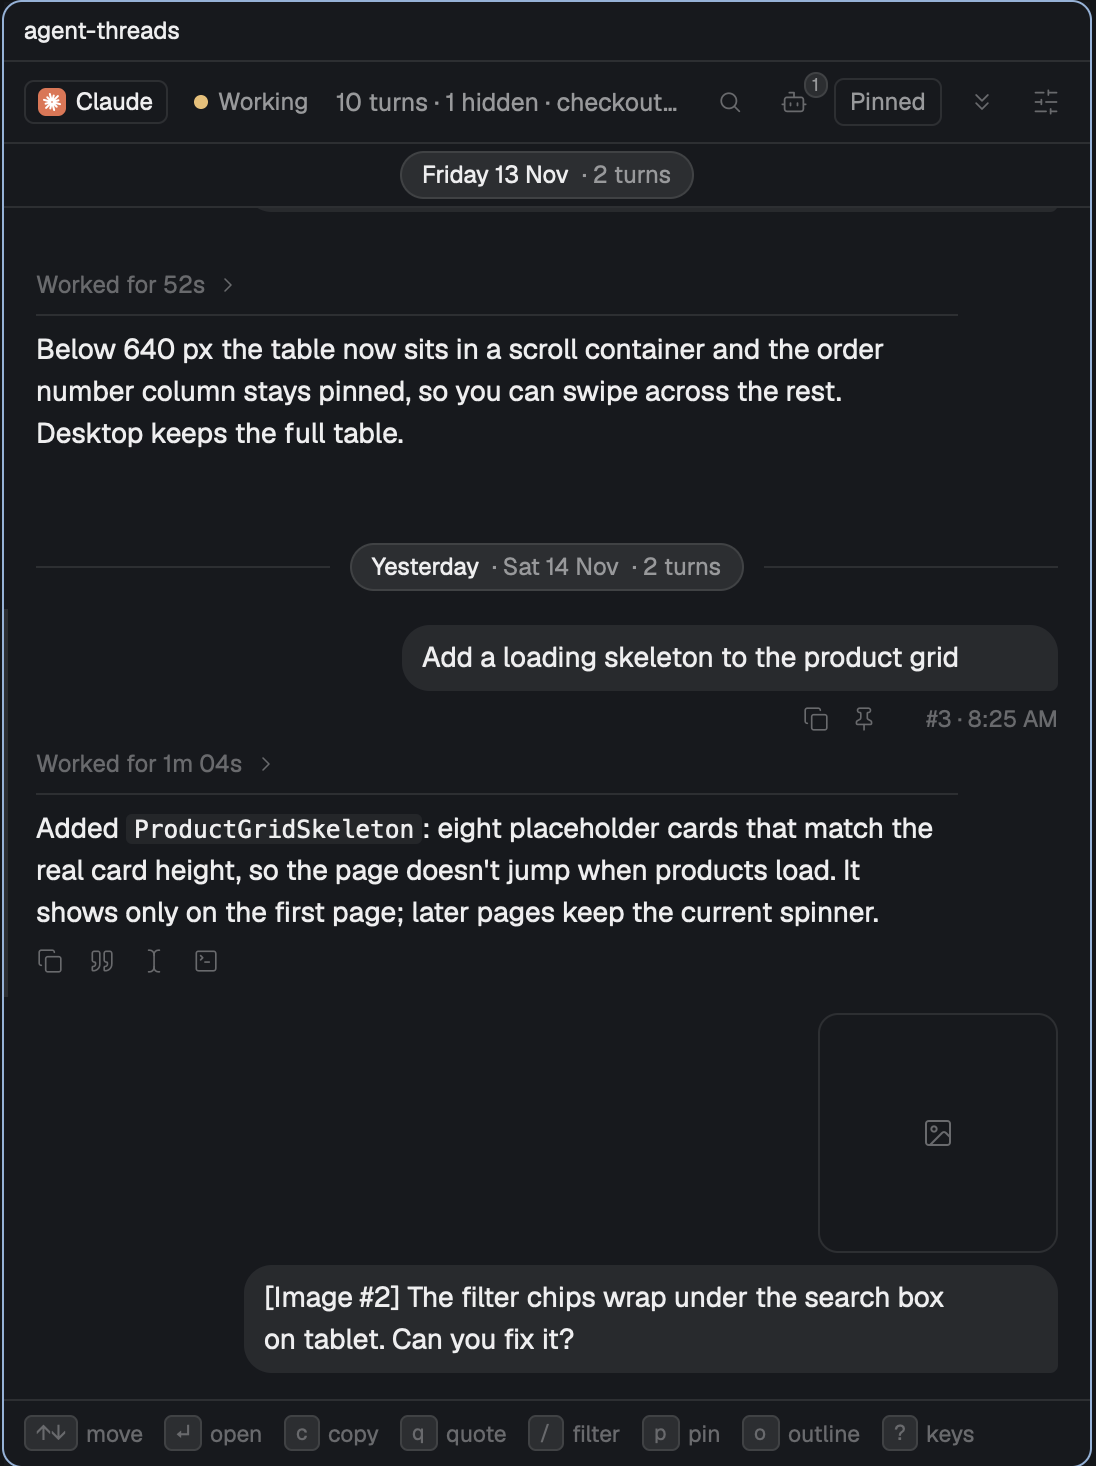 agent-threads
Claude
Working
10 turns · 1 hidden · checkout...
1
Pinned
Friday 13 Nov · 2 turns
Worked for 52s
Below 640 px the table now sits in a scroll container and the order
number column stays pinned, so you can swipe across the rest.
Desktop keeps the full table.
Yesterday · Sat 14 Nov · 2 turns
Add a loading skeleton to the product grid
#3 · 8:25 AM
Worked for 1m 04s
Added ProductGridSkeleton: eight placeholder cards that match the
real card height, so the page doesn't jump when products load. It
shows only on the first page; later pages keep the current spinner.
[Image #2] The filter chips wrap under the search box
on tablet. Can you fix it?
↑↓ move ↵ open c copy q quote / filter p pin o outline ? keys